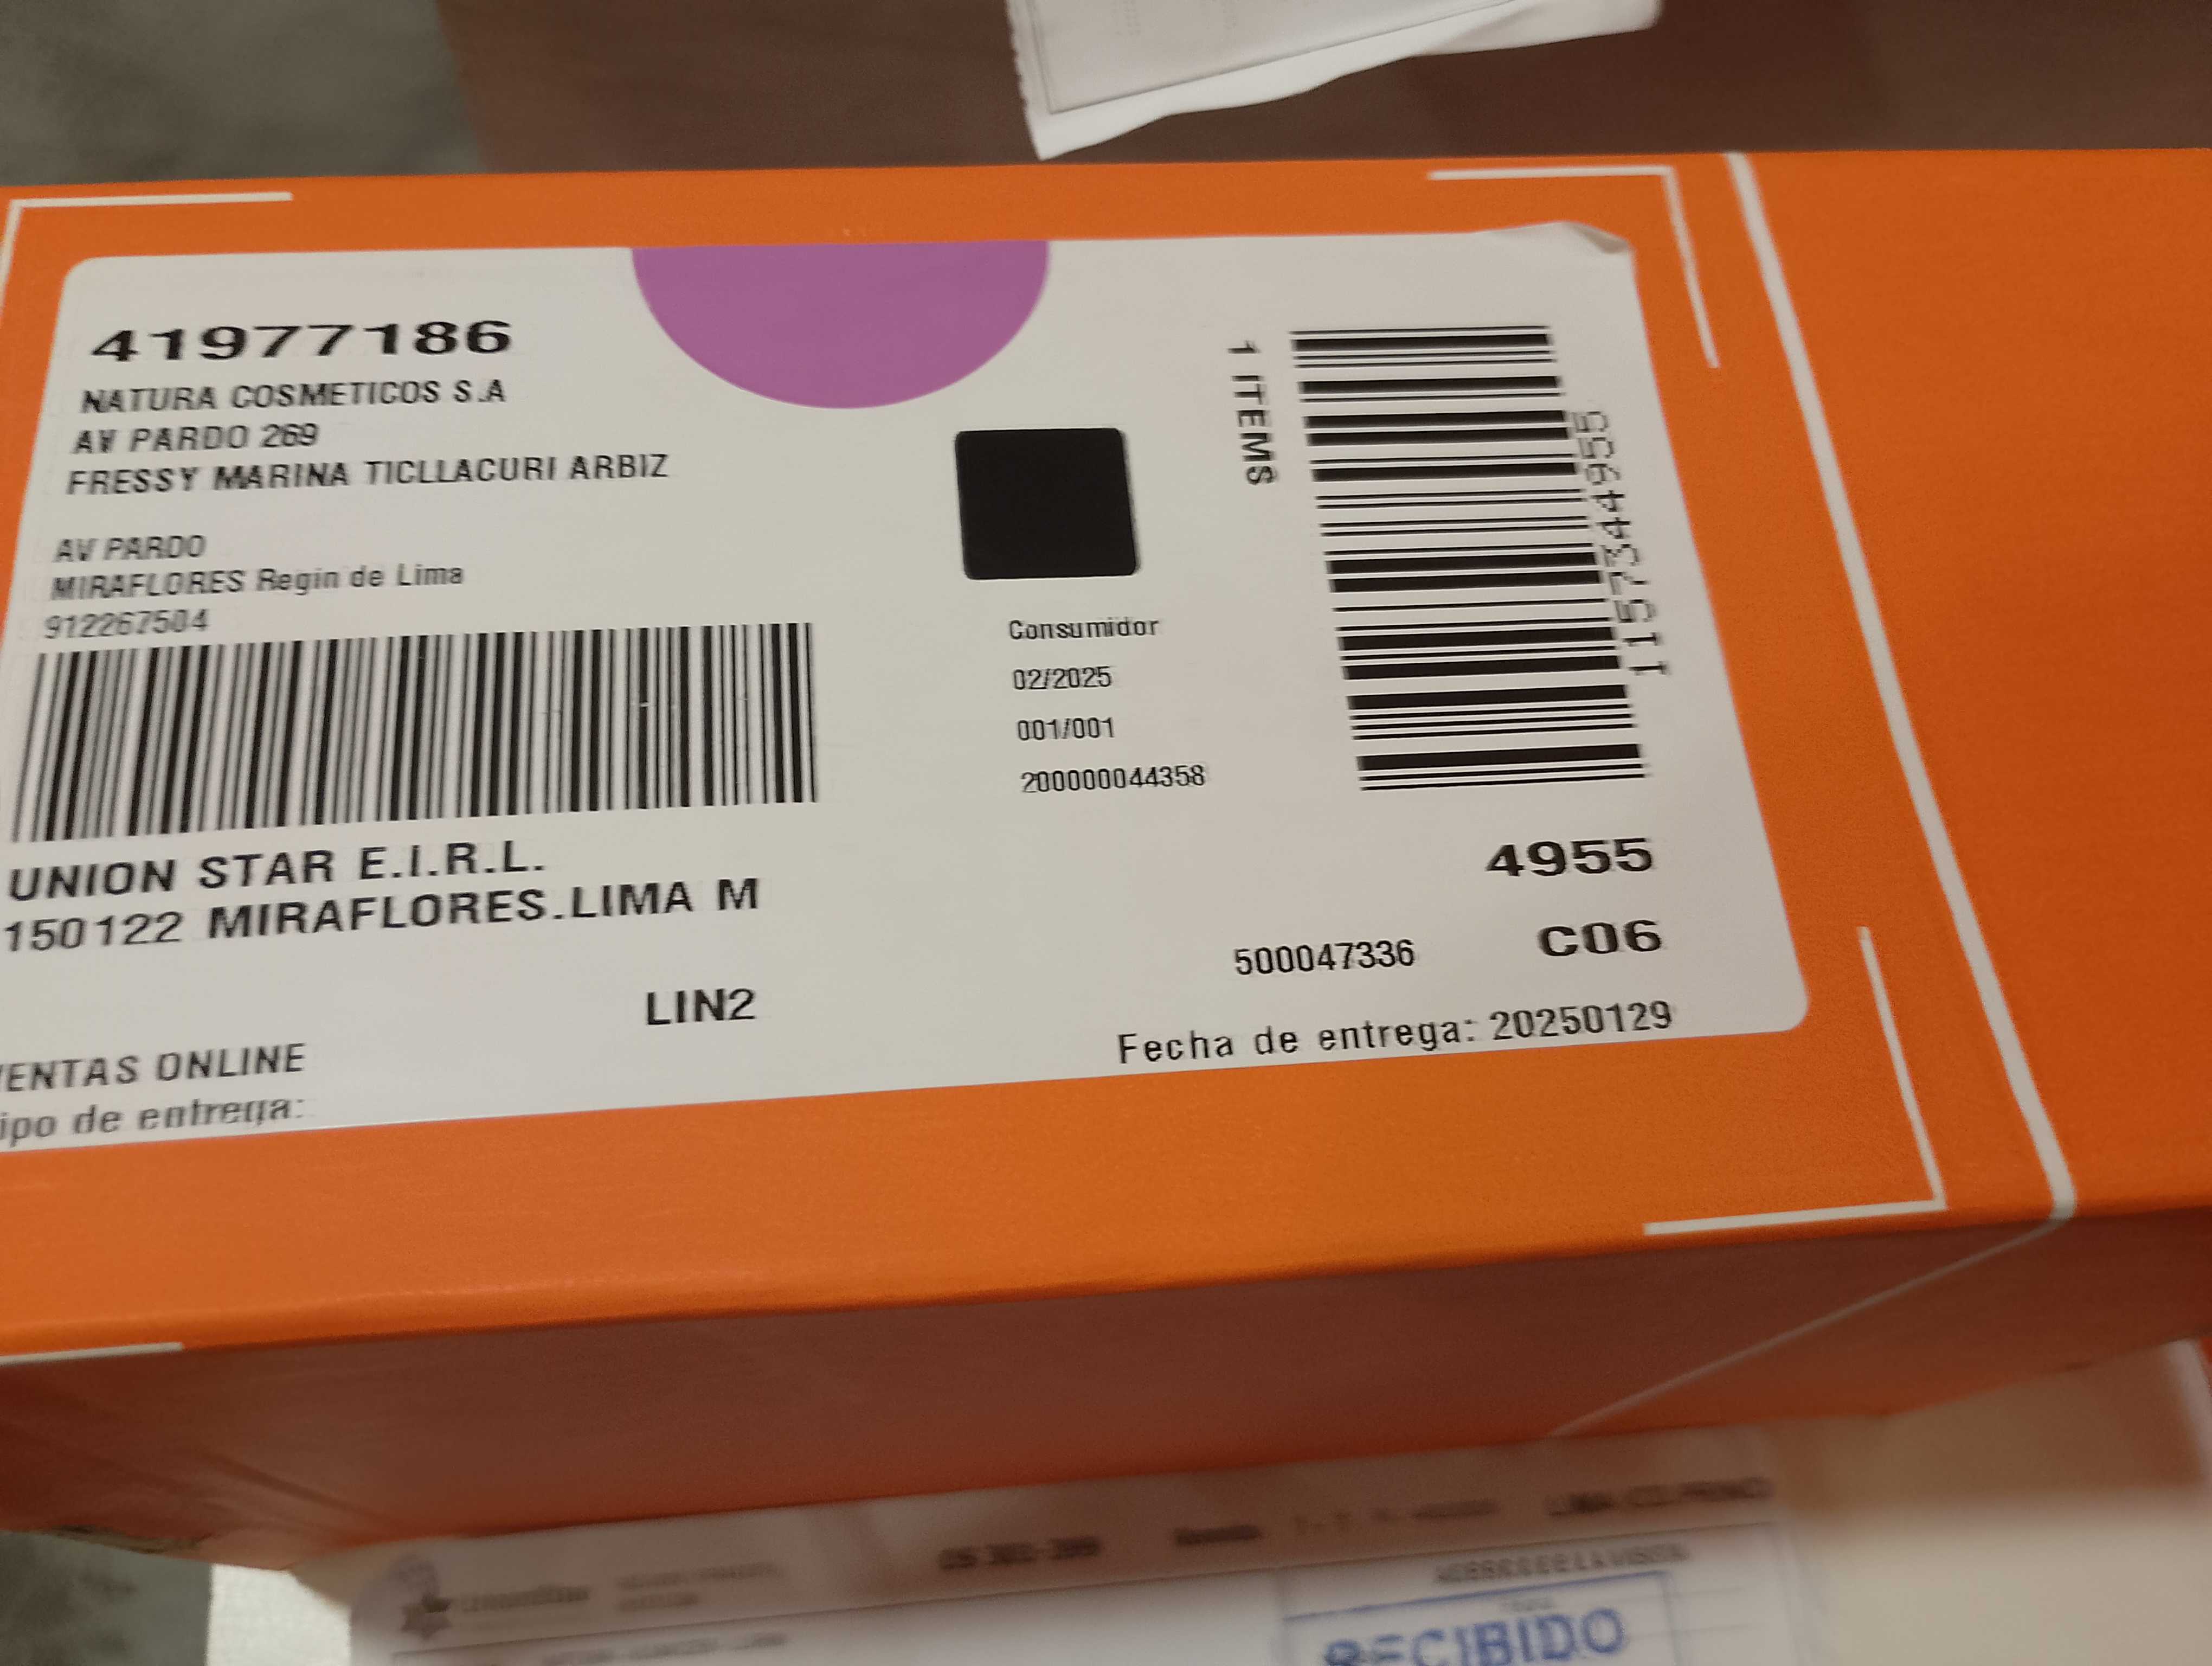 41977186
NATURA COSMETICOS S.A
AV PARDO 269
FRESSY MARINA TICLLACURI ARBIZ
AV PARDO
MIRAFLORES Regin de Lima
912267504
UNION STAR E.I.R.L.
150122 MIRAFLORES.LIMA M
LIN2
ENTAS ONLINE
ipo de entrega:
Consumidor
02/2025
001/001
200000044358
1 ITEMS
4955
500047336 C06
Fecha de entrega: 20250129
RECIBIDO